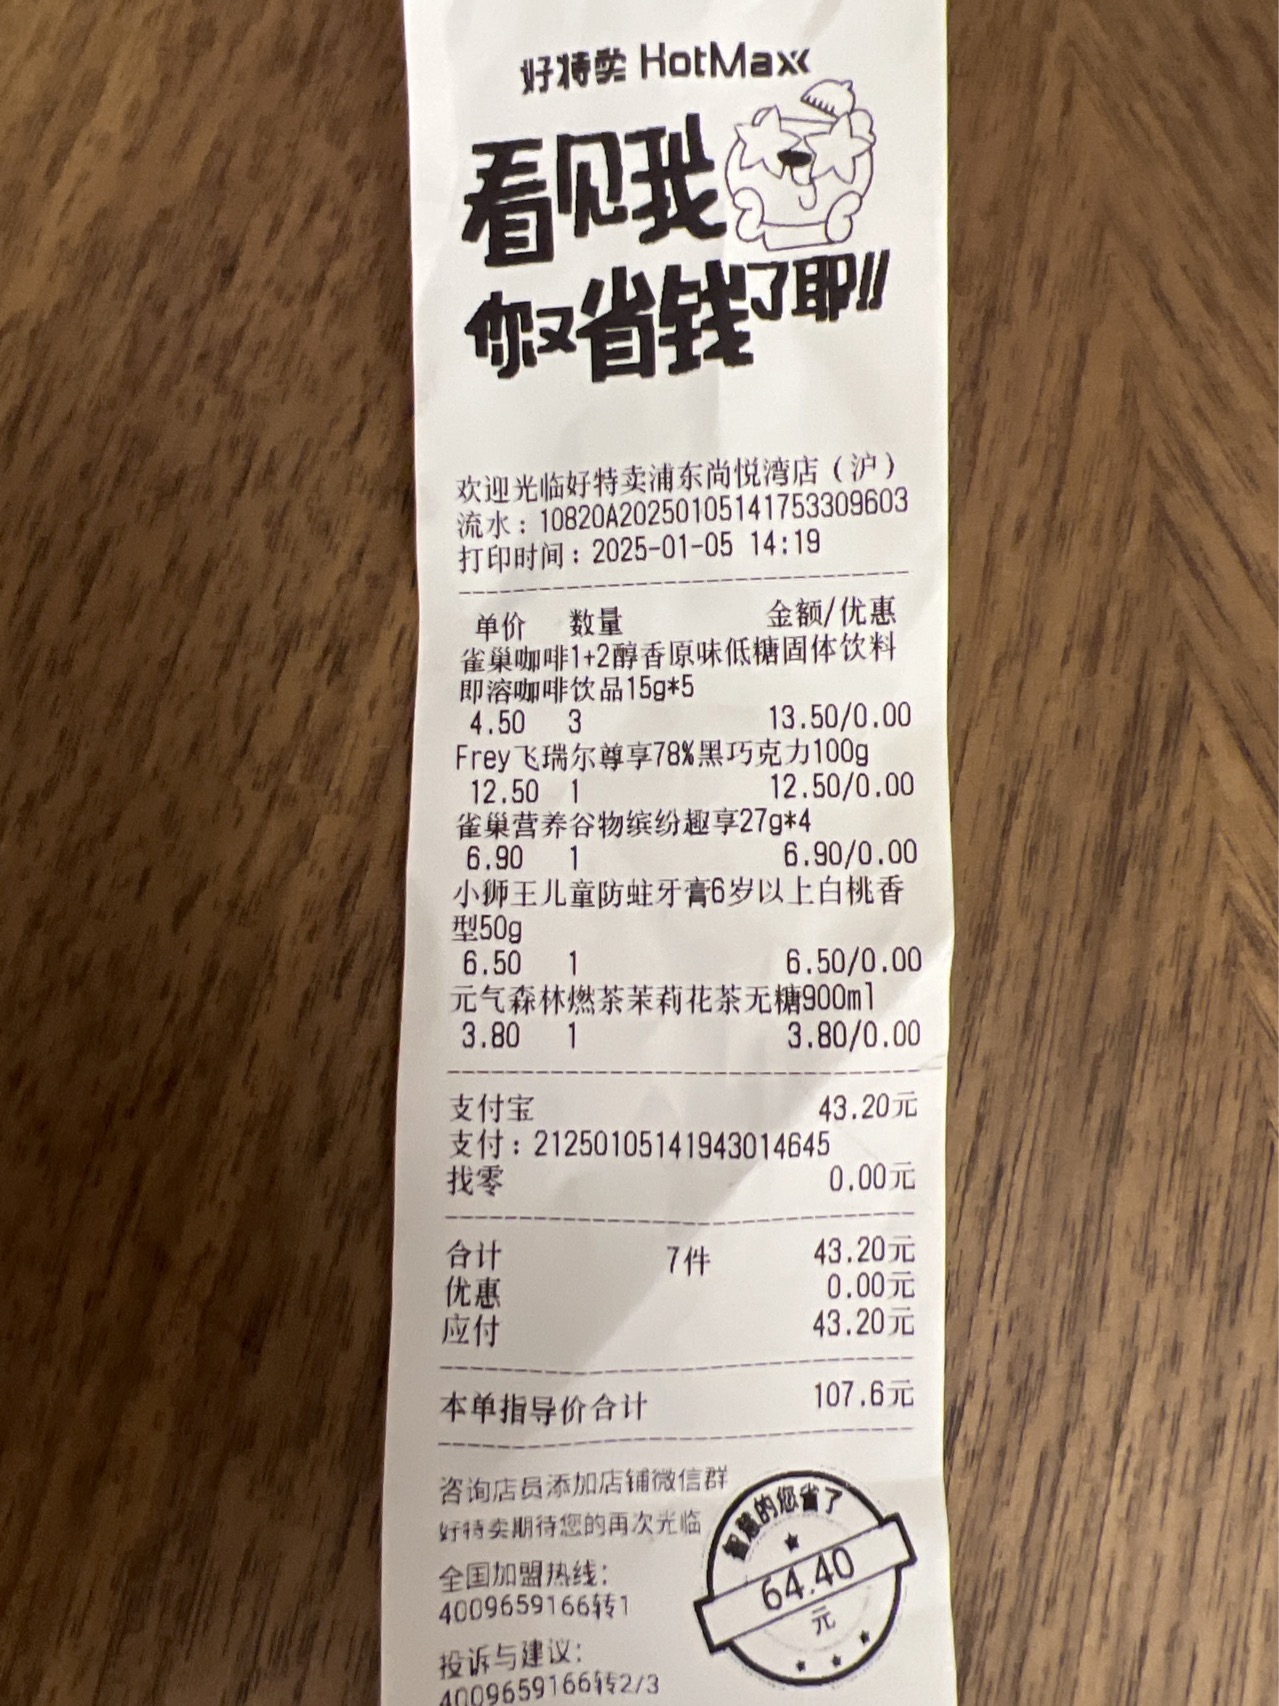 好特卖 HotMaxx
看见我
你又省钱了耶!!
欢迎光临好特卖浦东尚悦湾店（沪）
流水：10820A20250105141753309603
打印时间：2025-01-05 14:19
单价 数量 金额/优惠
雀巢咖啡1+2醇香原味低糖固体饮料
即溶咖啡饮品15g*5
4.50 3 13.50/0.00
Frey飞瑞尔尊享78%黑巧克力100g
12.50 1 12.50/0.00
雀巢营养谷物缤纷趣享27g*4
6.90 1 6.90/0.00
小狮王儿童防蛀牙膏6岁以上白桃香
型50g
6.50 1 6.50/0.00
元气森林燃茶茉莉花茶无糖900ml
3.80 1 3.80/0.00
支付宝 43.20元
支付：21250105141943014645
找零 0.00元
合计 7件 43.20元
优惠 0.00元
应付 43.20元
本单指导价合计 107.6元
咨询店员添加店铺微信群
好特卖期待您的再次光临
全国加盟热线：
4009659166转1
投诉与建议：
4009659166转2/3
智慧的您省了
64.40
元